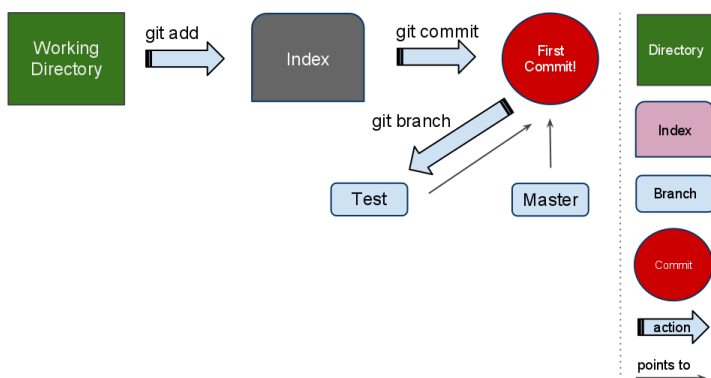 Working
Directory
git add
Index
git commit
First
Commit!
git branch
Test
Master
Directory
Index
Branch
Commit
action
points to